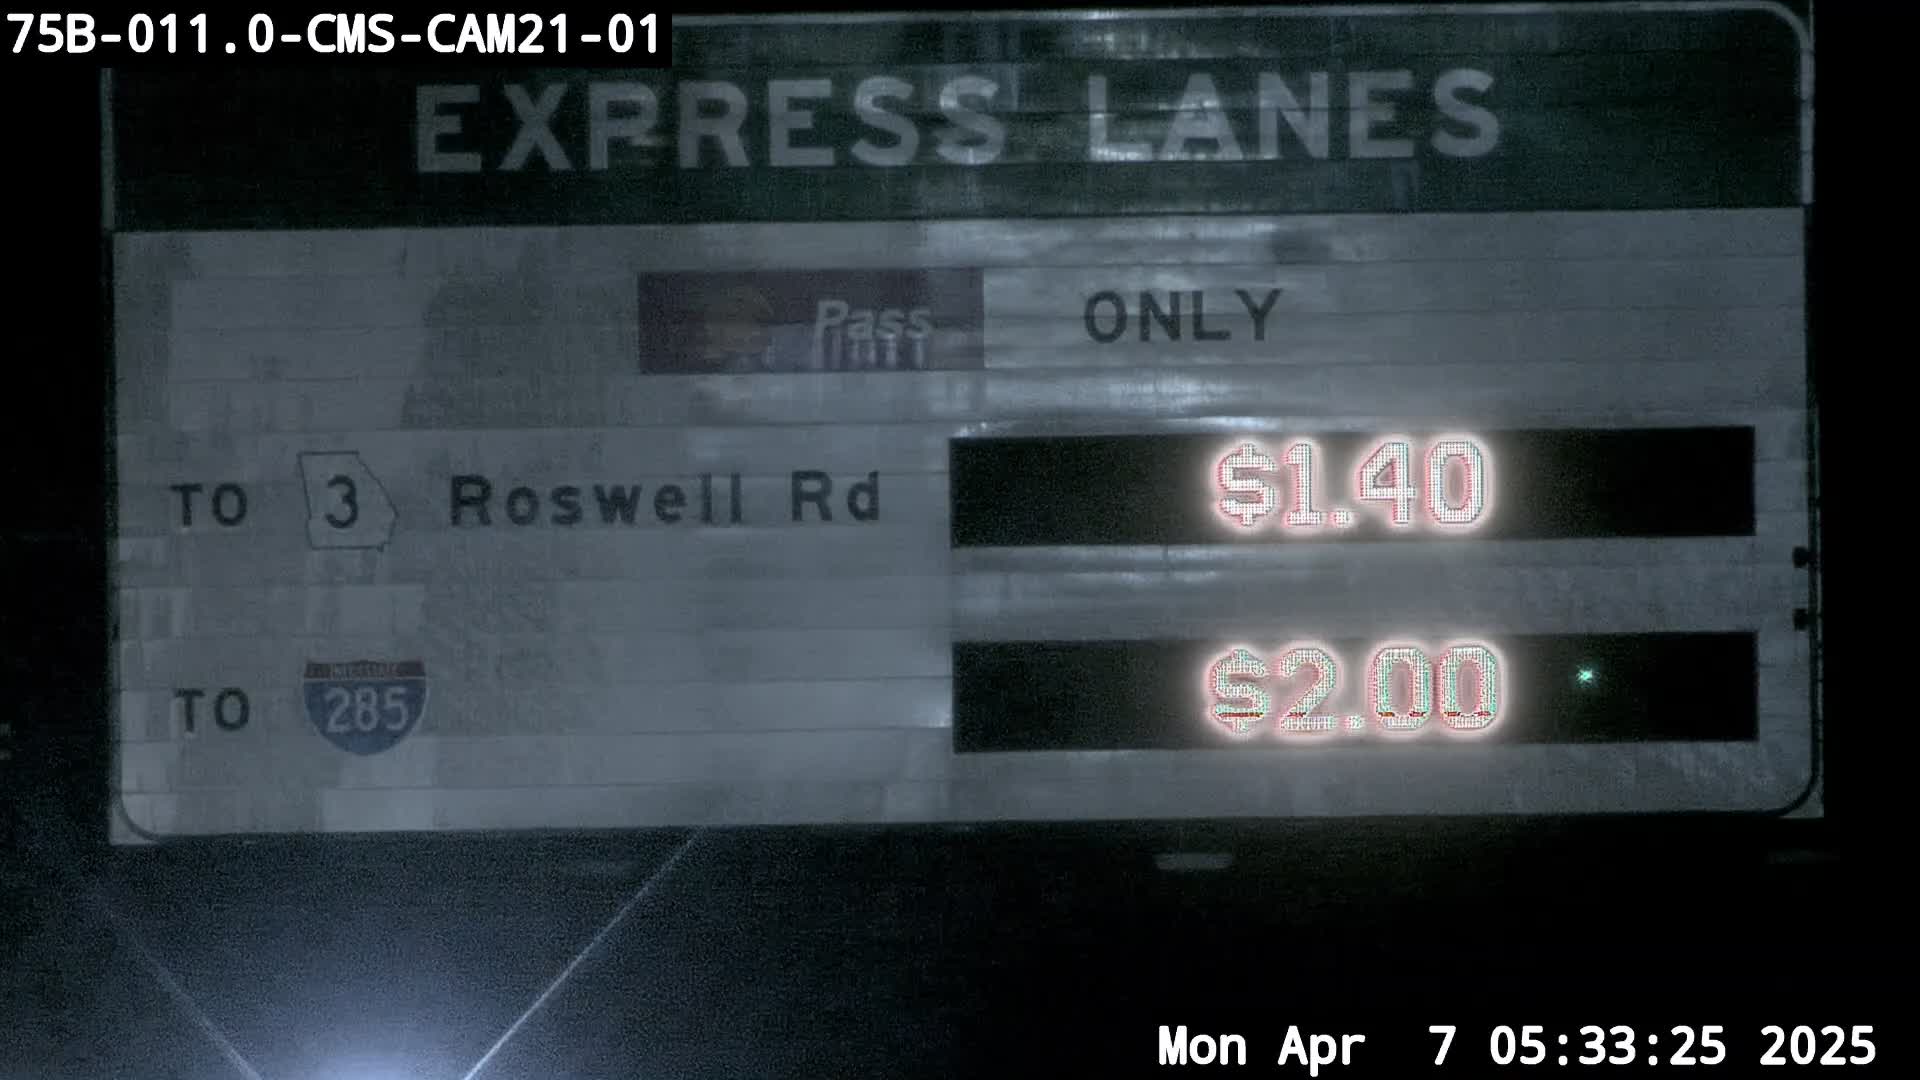 75B-011.0-CMS-CAM21-01
EXPRESS LANES
Pass ONLY
TO 3 Roswell Rd $1.40
INTERSTATE
TO 285 $2.00
Mon Apr 7 05:33:25 2025